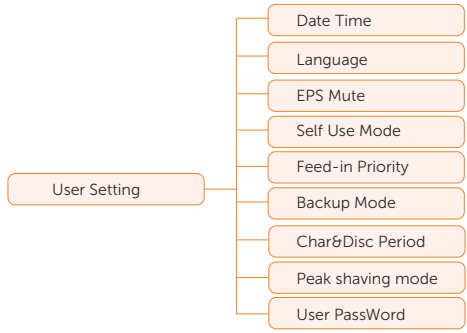 Date Time
Language
EPS Mute
Self Use Mode
Feed-in Priority
User Setting
Backup Mode
Char&Disc Period
Peak shaving mode
User PassWord